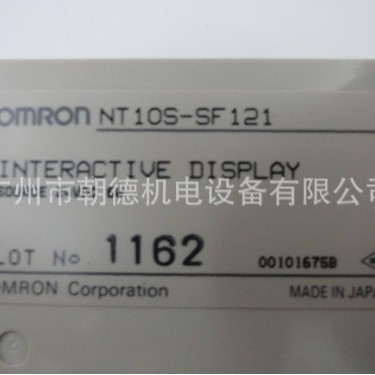 OMRON NT10S-SF121
INTERACTIVE DISPLAY
州市朝德机电设备有限公司
LOT No. 1162 00101675B
OMRON Corporation MADE IN JAPA